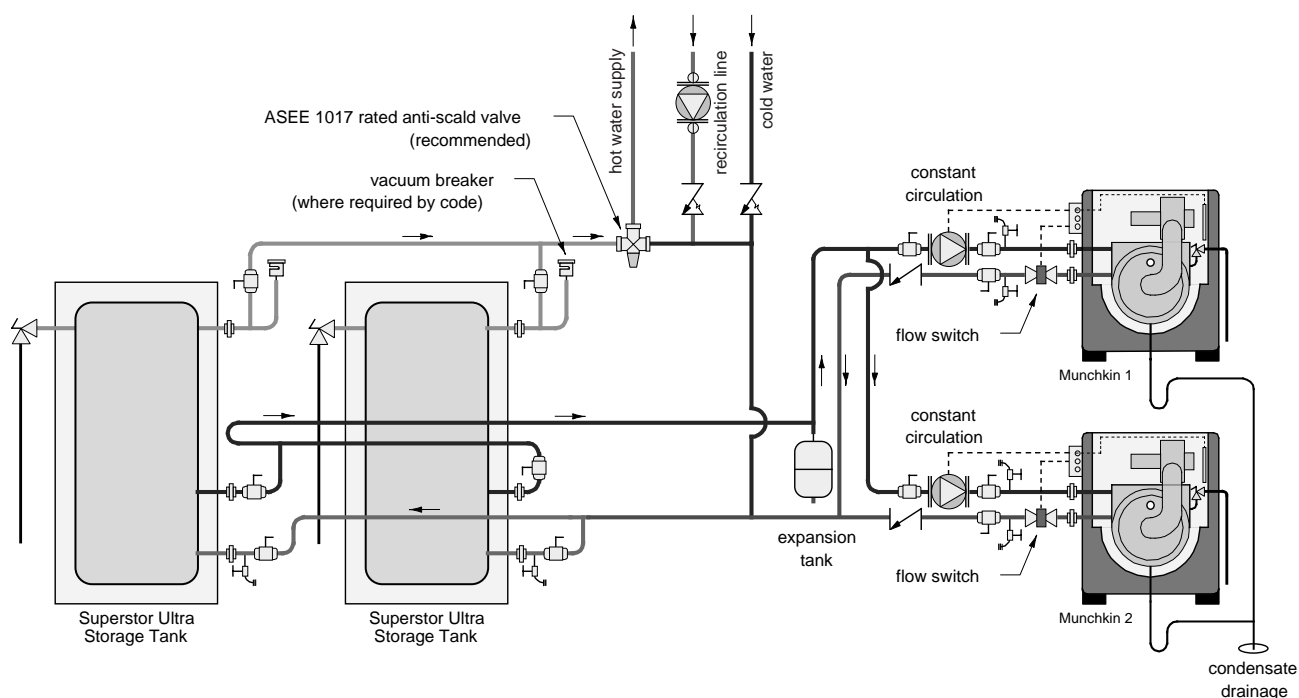 hot water supply
recirculation line
cold water
ASEE 1017 rated anti-scald valve
(recommended)
vacuum breaker
(where required by code)
constant
circulation
flow switch
Munchkin 1
constant
circulation
expansion
tank
flow switch
Munchkin 2
Superstor Ultra
Storage Tank
Superstor Ultra
Storage Tank
condensate
drainage